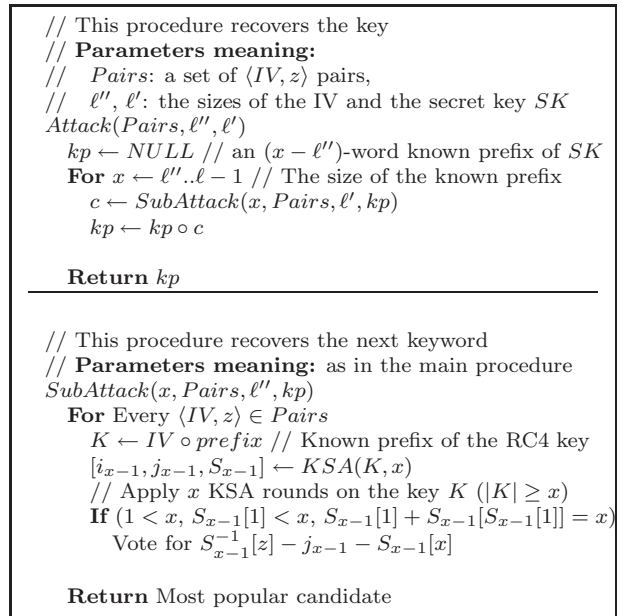 // This procedure recovers the key
// Parameters meaning:
// Pairs: a set of ⟨IV, z⟩ pairs,
// ℓ′′, ℓ′: the sizes of the IV and the secret key SK
Attack(Pairs, ℓ′′, ℓ′)
kp ← NULL // an (x − ℓ′′)-word known prefix of SK
For x ← ℓ′′..ℓ − 1 // The size of the known prefix
c ← SubAttack(x, Pairs, ℓ′, kp)
kp ← kp ∘ c
Return kp
// This procedure recovers the next keyword
// Parameters meaning: as in the main procedure
SubAttack(x, Pairs, ℓ′′, kp)
For Every ⟨IV, z⟩ ∈ Pairs
K ← IV ∘ prefix // Known prefix of the RC4 key
[i_{x−1}, j_{x−1}, S_{x−1}] ← KSA(K, x)
// Apply x KSA rounds on the key K (|K| ≥ x)
If (1 < x, S_{x−1}[1] < x, S_{x−1}[1] + S_{x−1}[S_{x−1}[1]] = x)
Vote for S_{x−1}^{−1}[z] − j_{x−1} − S_{x−1}[x]
Return Most popular candidate